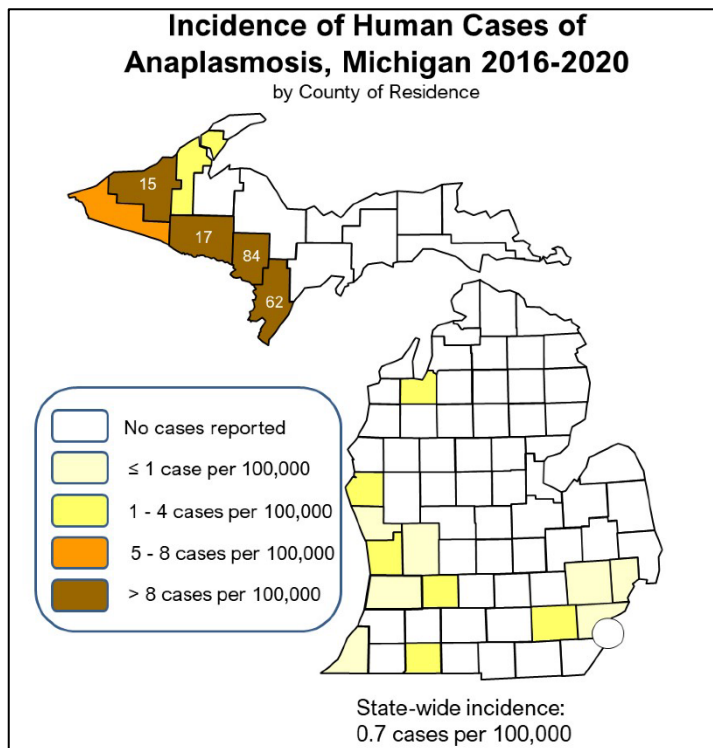 Incidence of Human Cases of
Anaplasmosis, Michigan 2016-2020
by County of Residence
15
17
84
62
No cases reported
≤ 1 case per 100,000
1 - 4 cases per 100,000
5 - 8 cases per 100,000
> 8 cases per 100,000
State-wide incidence:
0.7 cases per 100,000